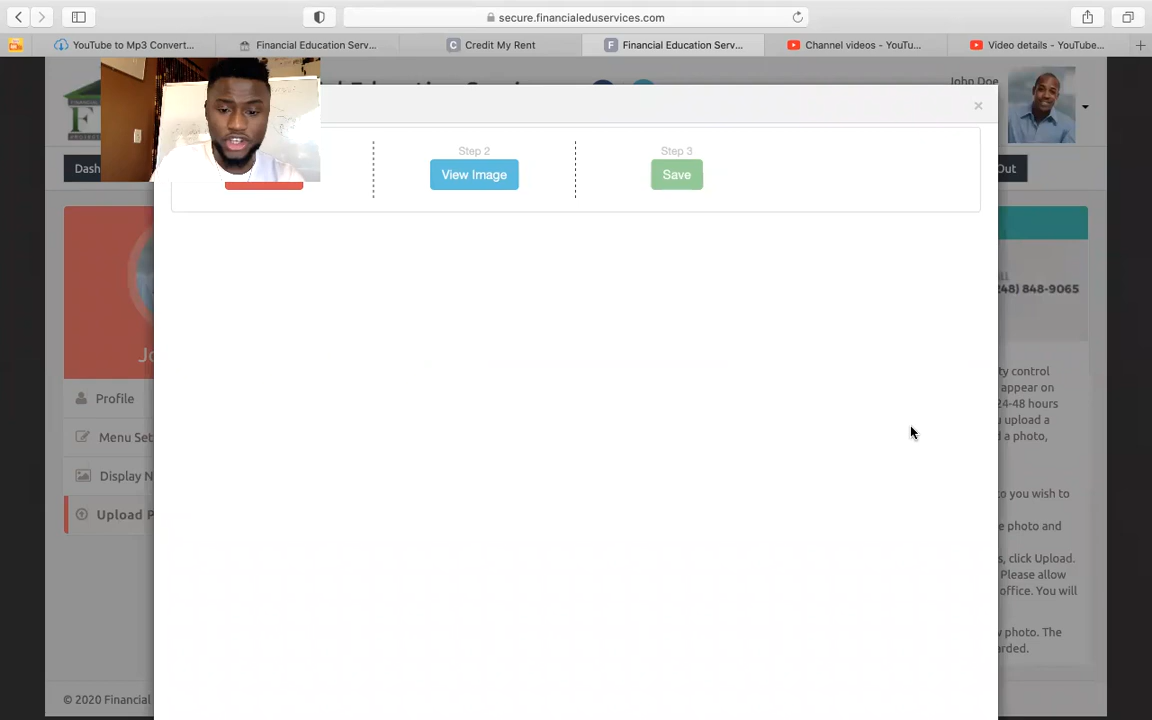 secure.financialeduservices.com
YouTube to Mp3 Convert...
Financial Education Serv...
Credit My Rent
Financial Education Serv...
Channel videos - YouTu...
Video details - YouTube...
John Doe
Step 2
Step 3
View Image
Save
Dash
Out
48) 848-9065
Jo
Profile
Menu Set
Display N
Upload P
ty control
appear on
24-48 hours
u upload a
d a photo,
to you wish to
e photo and
s, click Upload.
Please allow
office. You will
v photo. The
arded.
© 2020 Financial